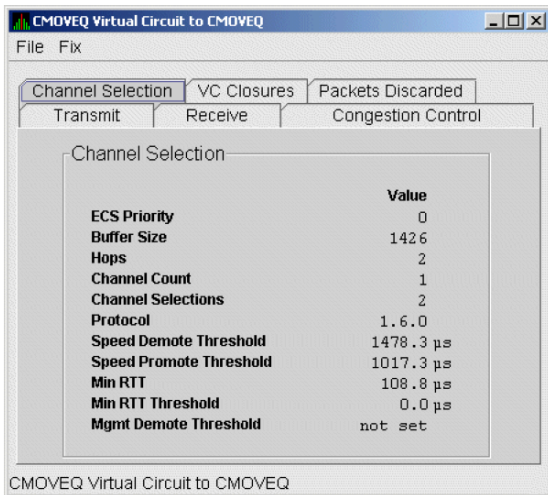 CMOVEQ Virtual Circuit to CMOVEQ
File Fix
Channel Selection VC Closures Packets Discarded
Transmit Receive Congestion Control
Channel Selection
Value
ECS Priority 0
Buffer Size 1426
Hops 2
Channel Count 1
Channel Selections 2
Protocol 1.6.0
Speed Demote Threshold 1478.3 µs
Speed Promote Threshold 1017.3 µs
Min RTT 108.8 µs
Min RTT Threshold 0.0 µs
Mgmt Demote Threshold not set
CMOVEQ Virtual Circuit to CMOVEQ